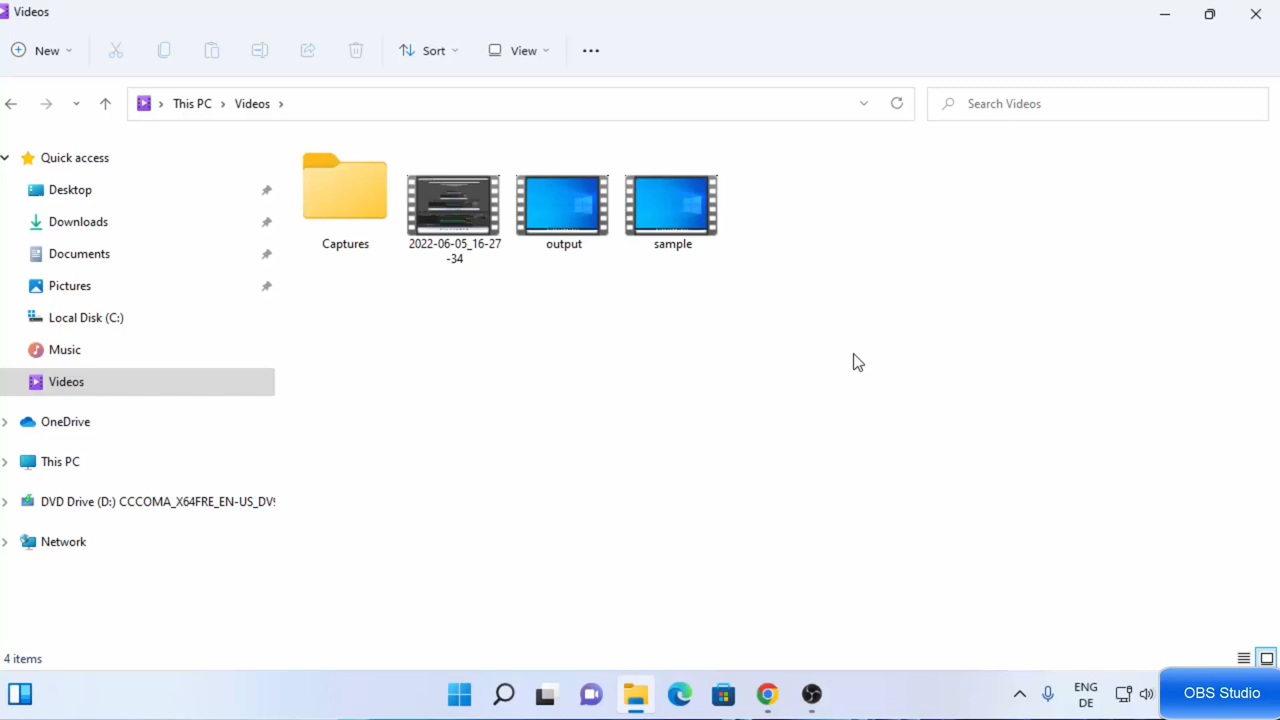 Videos
New
Sort
View
This PC
Videos
Search Videos
Quick access
Desktop
Downloads
Documents
Pictures
Local Disk (C:)
Music
Videos
OneDrive
This PC
DVD Drive (D:) CCCOMA_X64FRE_EN-US_DV
Network
Captures
2022-06-05_16-27
-34
output
sample
4 items
ENG
DE
OBS Studio